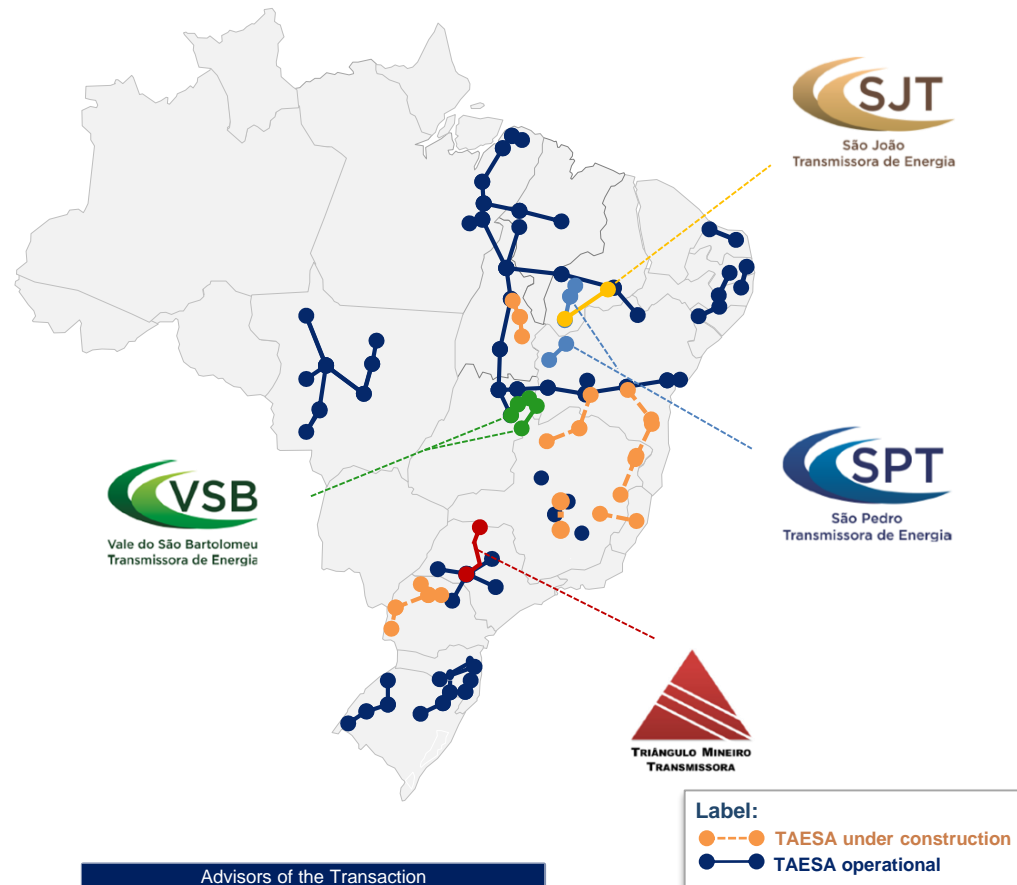 SJT
São João
Transmissora de Energia
SPT
São Pedro
Transmissora de Energia
VSB
Vale do São Bartolomeu
Transmissora de Energia
TRIÂNGULO MINEIRO
TRANSMISSORA
Label:
TAESA under construction
TAESA operational
Advisors of the Transaction